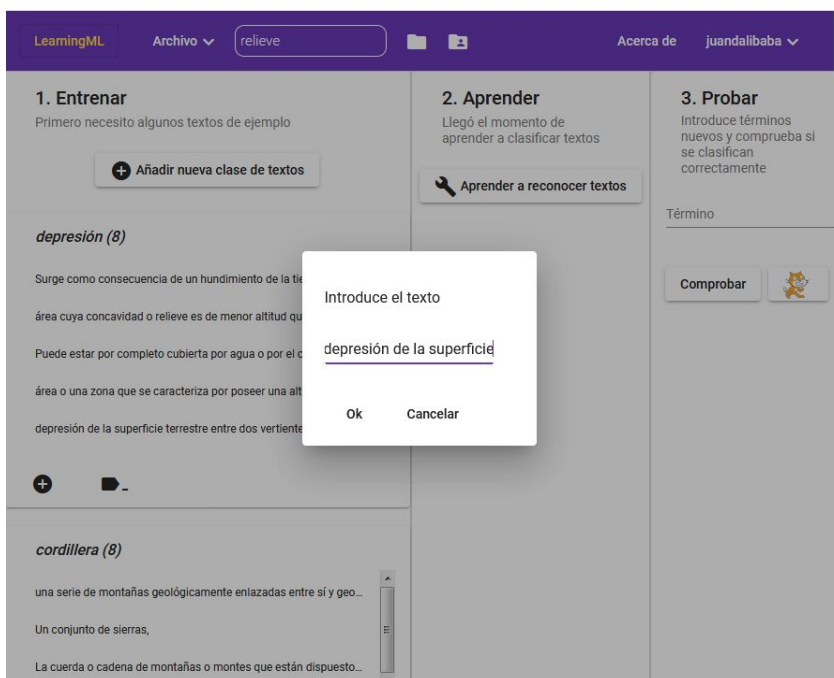 LearningML Archivo relieve Acerca de juandalibaba
1. Entrenar
Primero necesito algunos textos de ejemplo
Añadir nueva clase de textos
depresión (8)
Surge como consecuencia de un hundimiento de la tie
área cuya concavidad o relieve es de menor altitud qu
Puede estar por completo cubierta por agua o por el c
área o una zona que se caracteriza por poseer una alt
depresión de la superficie terrestre entre dos vertiente
cordillera (8)
una serie de montañas geológicamente enlazadas entre sí y geo...
Un conjunto de sierras,
La cuerda o cadena de montañas o montes que están dispuesto...
2. Aprender
Llegó el momento de
aprender a clasificar textos
Aprender a reconocer textos
3. Probar
Introduce términos
nuevos y comprueba si
se clasifican
correctamente
Término
Comprobar
Introduce el texto
depresión de la superficie
Ok Cancelar